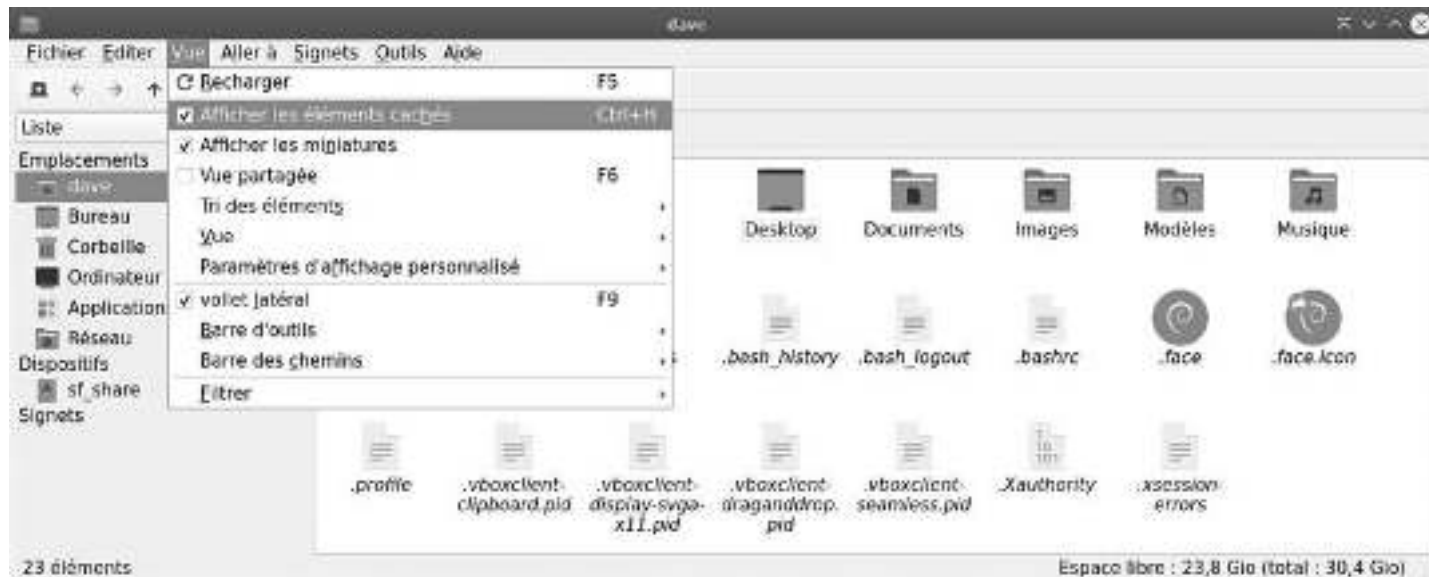 dave
Fichier Editer Vue Aller à Signets Outils Aide
Recharger F5
Afficher les éléments cachés Ctrl+H
Afficher les miniatures
Vue partagée F6
Tri des éléments
Vue
Paramètres d'affichage personnalisé
vollet latéral F9
Barre d'outils
Barre des chemins
Filtrer
Liste
Emplacements
dave
Bureau
Corbeille
Ordinateur
Application
Réseau
Dispositifs
sf_share
Signets
Desktop Documents Images Modèles Musique
.bash_history .bash_logout .bashrc .face .face.icon
.profile .vboxclient- .vboxclient- .vboxclient- .vboxclient- .Xauthority .xsession-
clipboard.pid display-svga- draganddrop. seamless.pid errors
x11.pid pid
23 éléments Espace libre : 23,8 Gio (total : 30,4 Gio)